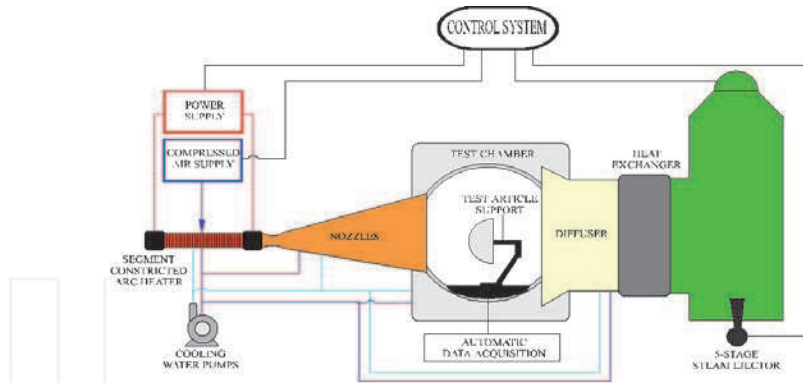 CONTROL SYSTEM
POWER
SUPPLY
COMPRESSED
AIR SUPPLY
TEST CHAMBER
HEAT
EXCHANGER
TEST ARTICLE
SUPPORT
NOZZLES
DIFFUSER
SEGMENT
CONSTRICTED
ARC HEATER
AUTOMATIC
DATA ACQUISITION
COOLING
WATER PUMPS
5-STAGE
STEAM EJECTOR